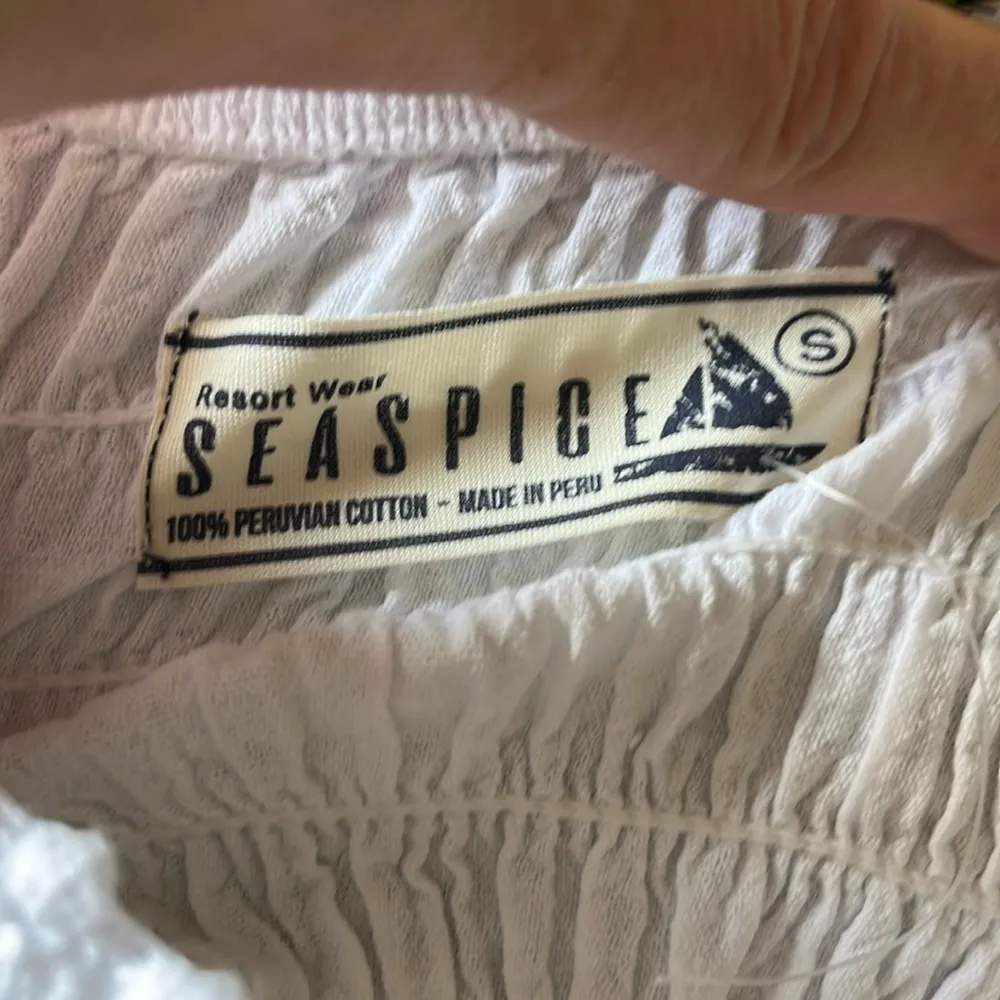 S
Resort Wear
SEASPICE
100% PERUVIAN COTTON - MADE IN PERU